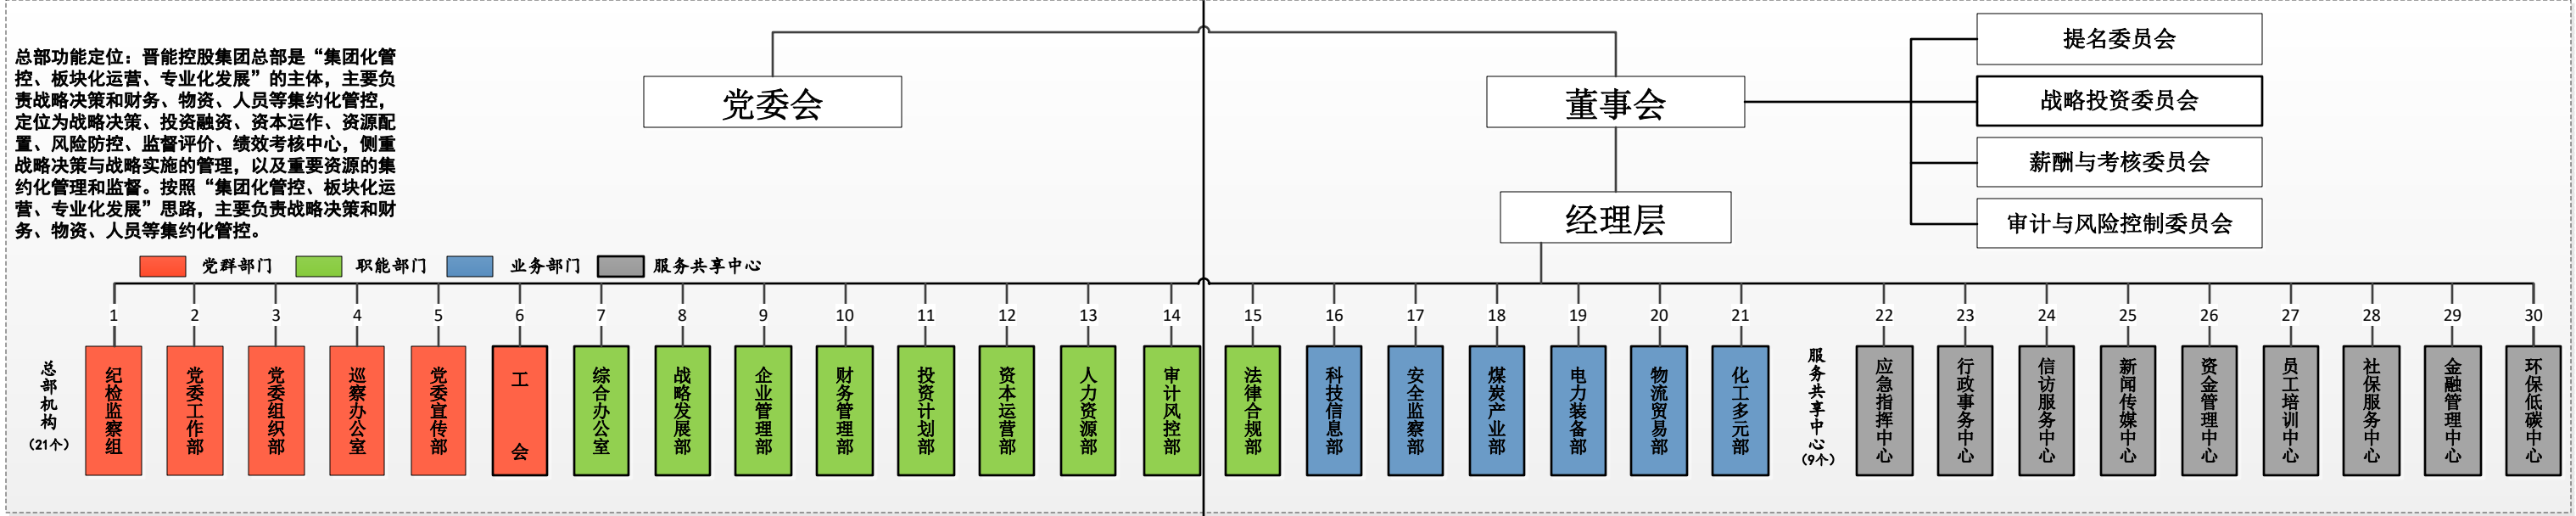 总部功能定位：晋能控股集团总部是“集团化管
控、板块化运营、专业化发展”的主体，主要负
责战略决策和财务、物资、人员等集约化管控，
定位为战略决策、投资融资、资本运作、资源配
置、风险防控、监督评价、绩效考核中心，侧重
战略决策与战略实施的管理，以及重要资源的集
约化管理和监督。按照“集团化管控、板块化运
营、专业化发展”思路，主要负责战略决策和财
务、物资、人员等集约化管控。
党委会
董事会
经理层
提名委员会
战略投资委员会
薪酬与考核委员会
审计与风险控制委员会
党群部门
职能部门
业务部门
服务共享中心
总部机构
（21个）
1
纪检监察组
2
党委工作部
3
党委组织部
4
巡察办公室
5
党委宣传部
6
工会
7
综合办公室
8
战略发展部
9
企业管理部
10
财务管理部
11
投资计划部
12
资本运营部
13
人力资源部
14
审计风控部
15
法律合规部
16
科技信息部
17
安全监察部
18
煤炭产业部
19
电力装备部
20
物流贸易部
21
化工多元部
服务共享中心
（9个）
22
应急指挥中心
23
行政事务中心
24
信访服务中心
25
新闻传媒中心
26
资金管理中心
27
员工培训中心
28
社保服务中心
29
金融管理中心
30
环保低碳中心